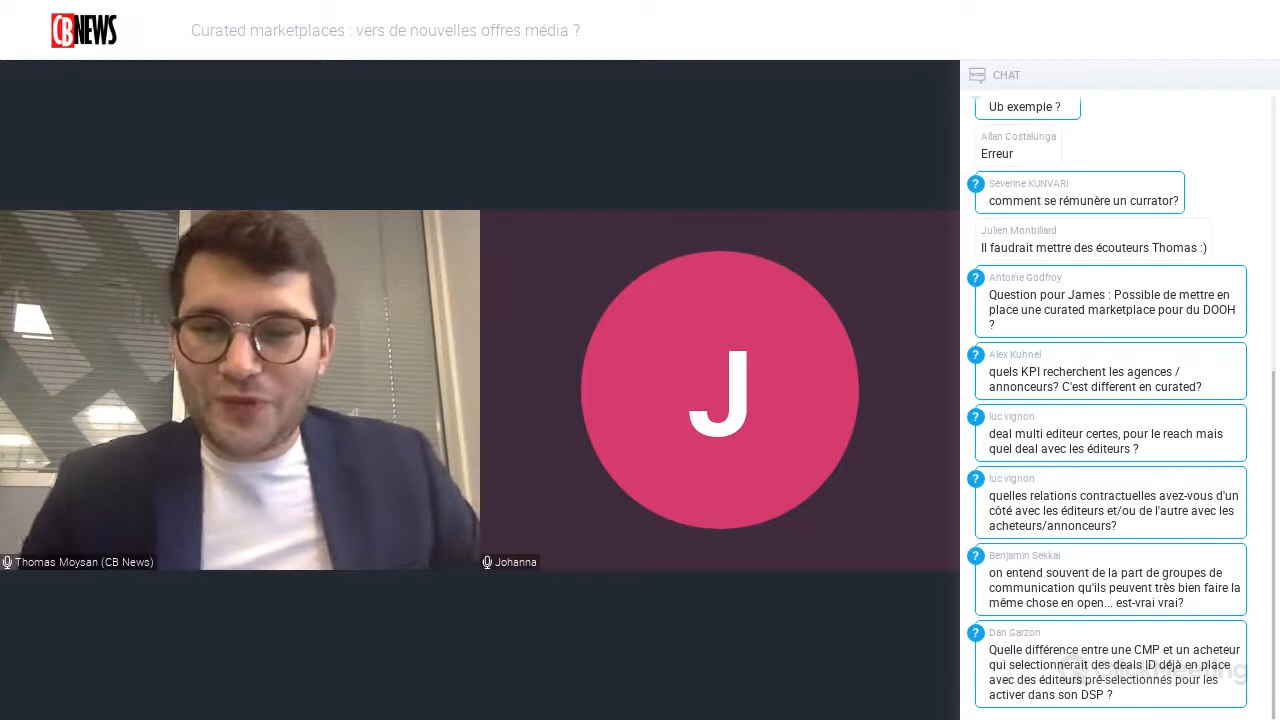 CBNEWS
Curated marketplaces : vers de nouvelles offres média ?
CHAT
Ub exemple ?
Allan Costalunga
Erreur
Séverine KUNVARI
comment se rémunère un currator?
Julien Monbillard
Il faudrait mettre des écouteurs Thomas :)
Antoine Godfroy
Question pour James : Possible de mettre en
place une curated marketplace pour du DOOH
?
Alex Kuhnel
quels KPI recherchent les agences /
annonceurs? C'est different en curated?
luc vignon
deal multi editeur certes, pour le reach mais
quel deal avec les éditeurs ?
luc vignon
quelles relations contractuelles avez-vous d'un
côté avec les éditeurs et/ou de l'autre avec les
acheteurs/annonceurs?
Benjamin Sekkai
on entend souvent de la part de groupes de
communication qu'ils peuvent très bien faire la
même chose en open... est-vrai vrai?
Dan Garzon
Quelle différence entre une CMP et un acheteur
qui selectionnerait des deals ID déjà en place
avec des éditeurs pré-selectionnés pour les
activer dans son DSP ?
J
Thomas Moysan (CB News)
Johanna